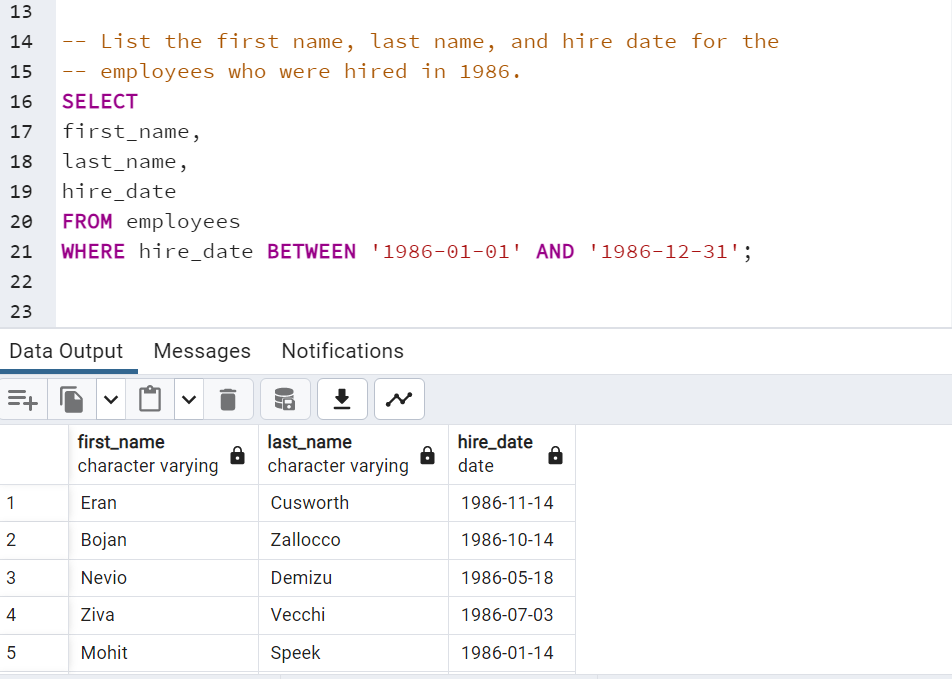 13
14 -- List the first name, last name, and hire date for the
15 -- employees who were hired in 1986.
16 SELECT
17 first_name,
18 last_name,
19 hire_date
20 FROM employees
21 WHERE hire_date BETWEEN '1986-01-01' AND '1986-12-31';
22
23
Data Output Messages Notifications
first_name last_name hire_date
character varying character varying date
1 Eran Cusworth 1986-11-14
2 Bojan Zallocco 1986-10-14
3 Nevio Demizu 1986-05-18
4 Ziva Vecchi 1986-07-03
5 Mohit Speek 1986-01-14